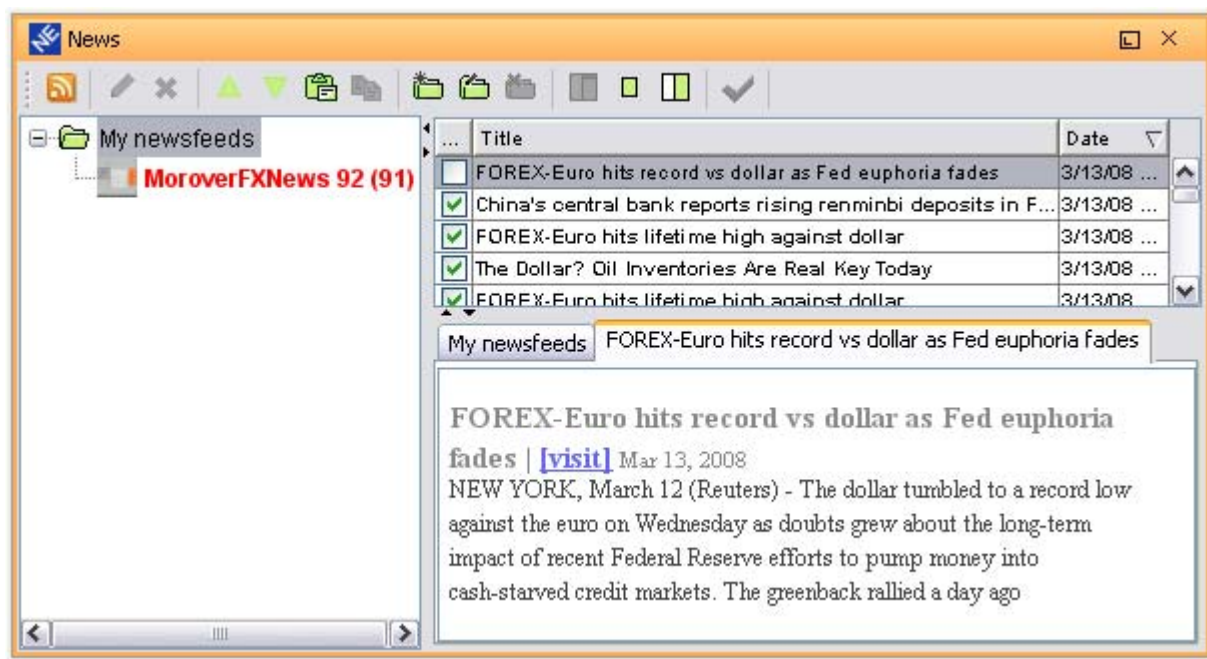 NE News
My newsfeeds
MoroverFXNews 92 (91)
... Title Date
FOREX-Euro hits record vs dollar as Fed euphoria fades 3/13/08 ...
China's central bank reports rising renminbi deposits in F... 3/13/08 ...
FOREX-Euro hits lifetime high against dollar 3/13/08 ...
The Dollar? Oil Inventories Are Real Key Today 3/13/08 ...
FOREX-Euro hits lifetime high against dollar 3/13/08
My newsfeeds FOREX-Euro hits record vs dollar as Fed euphoria fades
FOREX-Euro hits record vs dollar as Fed euphoria
fades | [visit] Mar 13, 2008
NEW YORK, March 12 (Reuters) - The dollar tumbled to a record low
against the euro on Wednesday as doubts grew about the long-term
impact of recent Federal Reserve efforts to pump money into
cash-starved credit markets. The greenback rallied a day ago